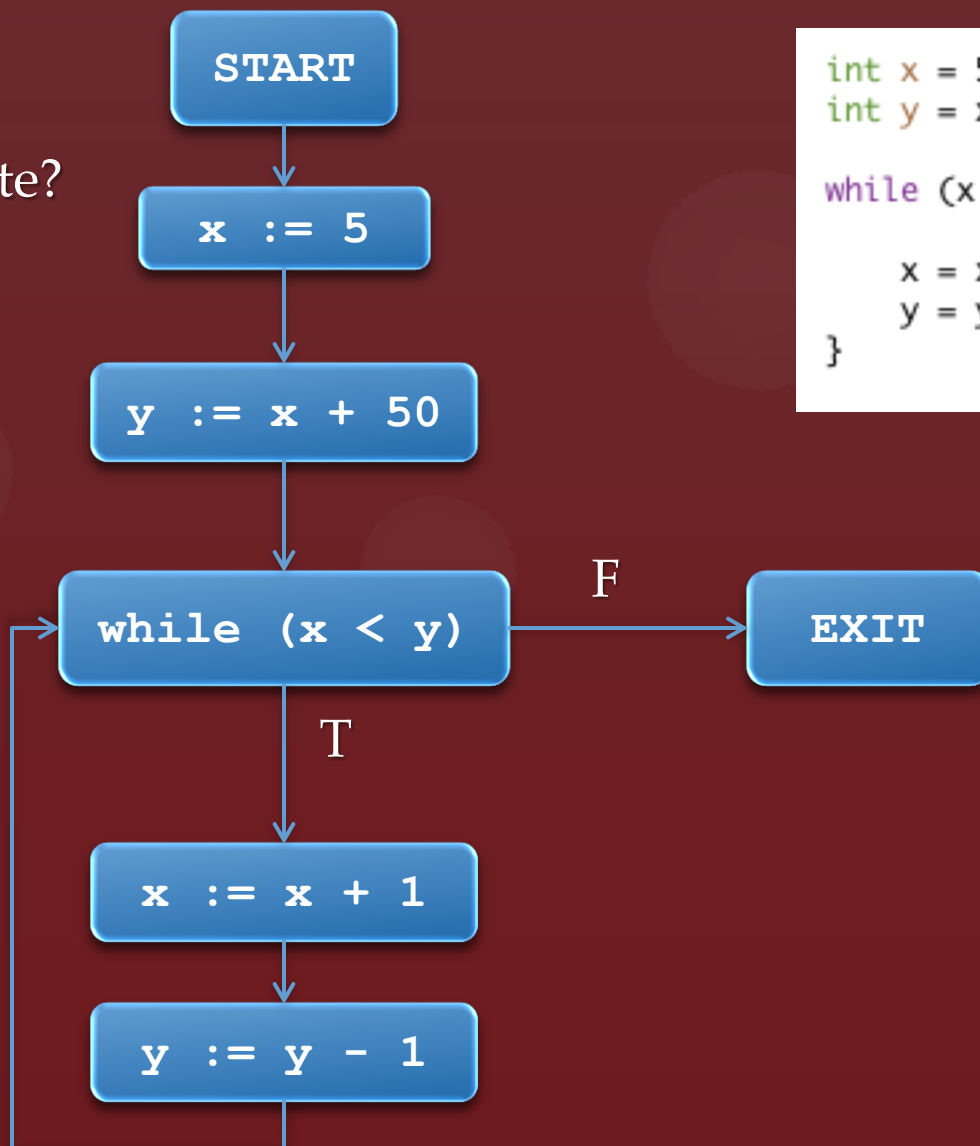 START
te?
x := 5
y := x + 50
while (x < y)
F
EXIT
T
x := x + 1
y := y - 1
int x =
int y =
while (x
x =
y =
}